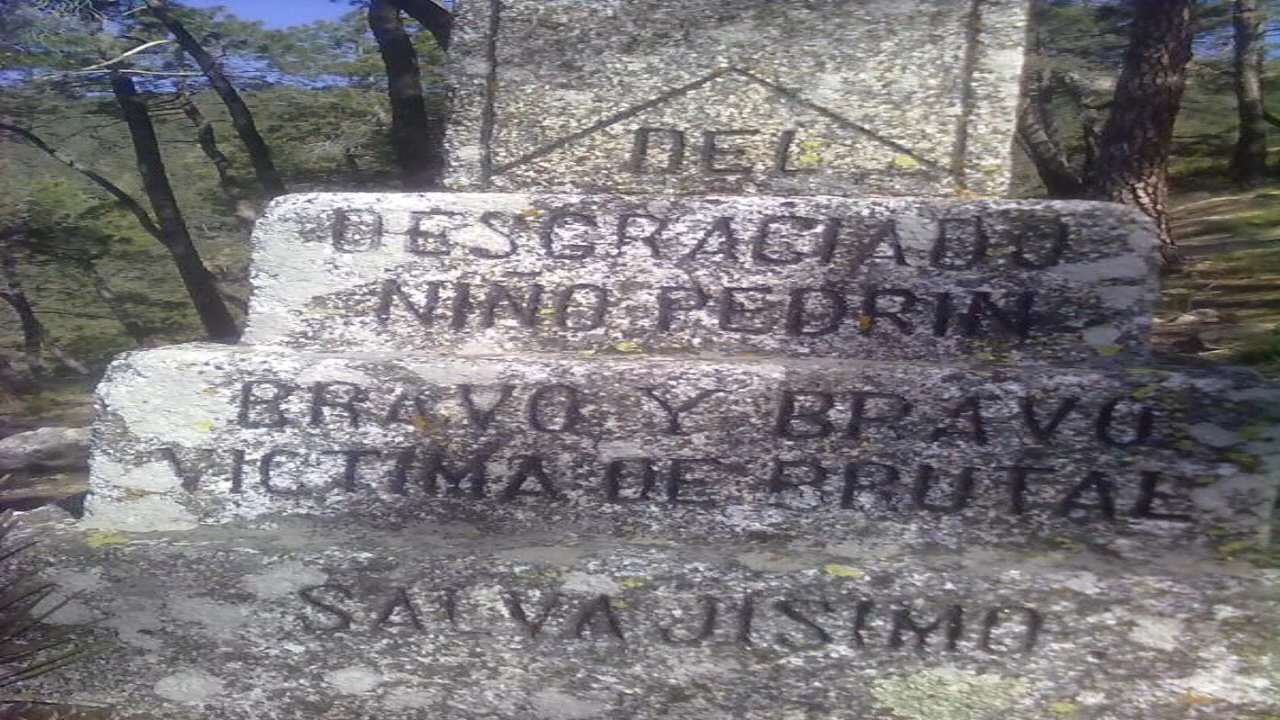 DEL
DESGRACIADO
NIÑO PEDRIN
BRAVO Y BRAVO
VICTIMA DE BRUTAL
SALVAJISIMO